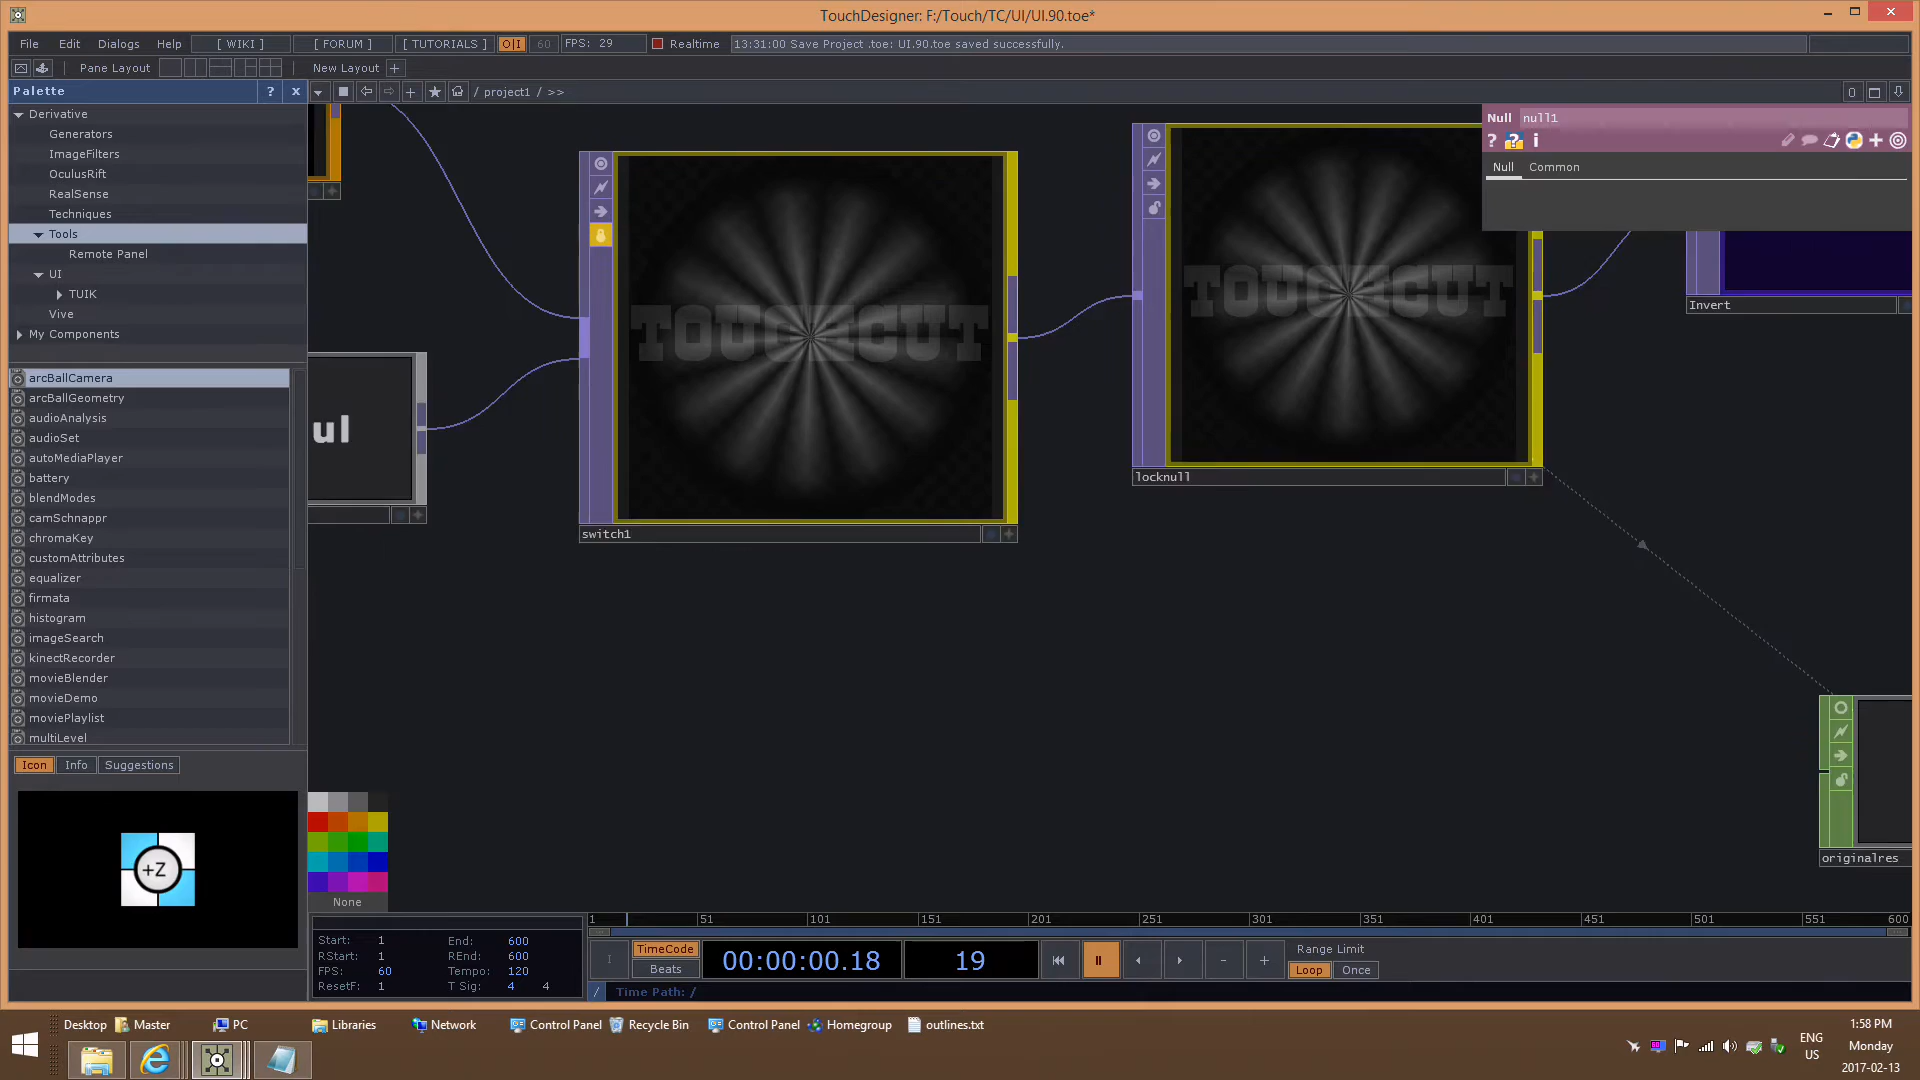 TouchDesigner: F:/Touch/TC/UI/UI.90.toe*
File Edit Dialogs Help [ WIKI ] [ FORUM ] [ TUTORIALS ] O|I 60 FPS: 29 Realtime 13:31:00 Save Project .toe: UI.90.toe saved successfully.
Pane Layout New Layout +
Palette ? x / project1 / >> 0
Derivative
Generators
ImageFilters
OculusRift
RealSense
Techniques
Tools
Remote Panel
UI
TUIK
Vive
My Components
Null null1
? ? i
Null Common
TOUCHCUT
TOUCHCUT
Invert
ul
locknull
switch1
originalres
arcBallCamera
arcBallGeometry
audioAnalysis
audioSet
autoMediaPlayer
battery
blendModes
camSchnappr
chromaKey
customAttributes
equalizer
firmata
histogram
imageSearch
kinectRecorder
movieBlender
movieDemo
moviePlaylist
multiLevel
Icon Info Suggestions
+Z
None
1 51 101 151 201 251 301 351 401 451 501 551 600
Start: 1 End: 600
RStart: 1 REnd: 600
FPS: 60 Tempo: 120
ResetF: 1 T Sig: 4 4
TimeCode
Beats
00:00:00.18 19
- +
Range Limit
Loop Once
/ Time Path: /
Desktop Master PC Libraries Network Control Panel Recycle Bin Control Panel Homegroup outlines.txt
ENG
US
1:58 PM
Monday
2017-02-13